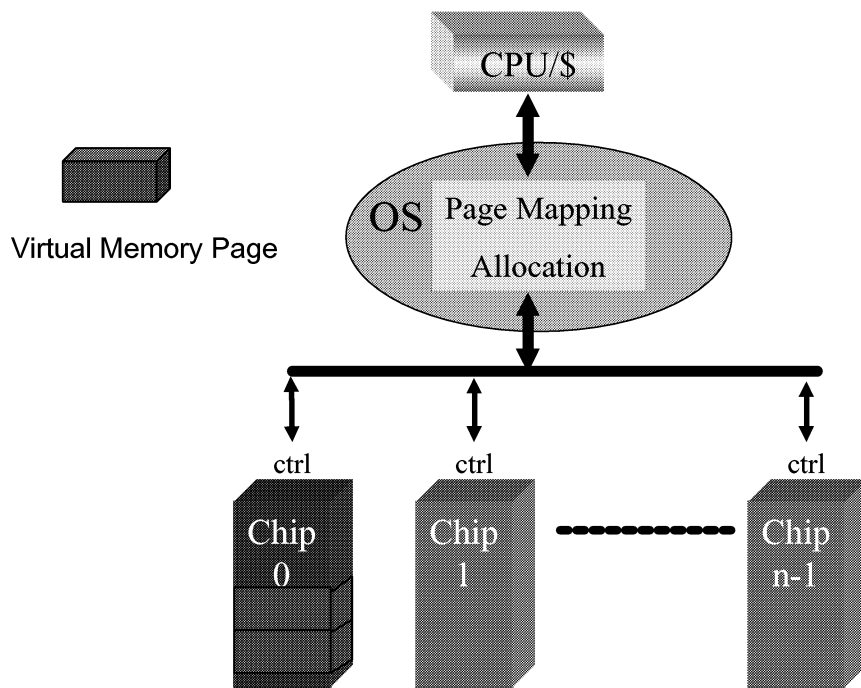 CPU/$
OS
Page Mapping
Allocation
Virtual Memory Page
ctrl
ctrl
ctrl
Chip
0
Chip
1
Chip
n-1